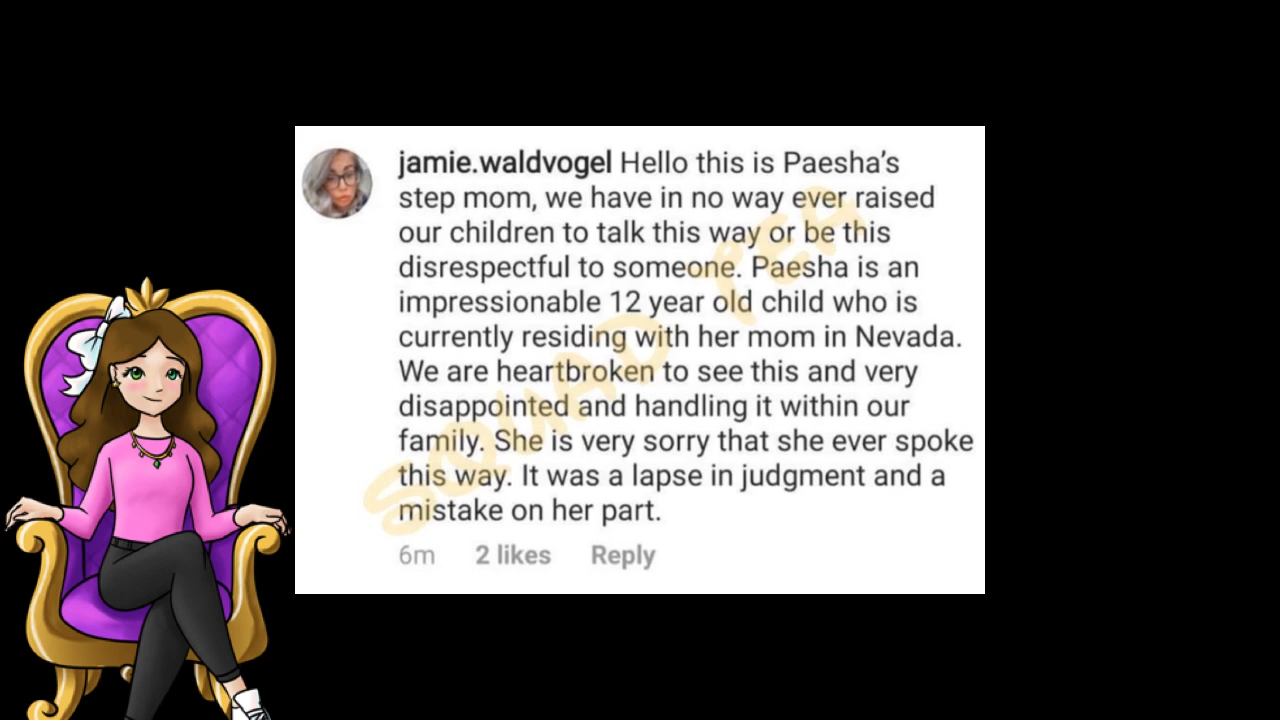 jamie.waldvogel Hello this is Paesha's
step mom, we have in no way ever raised
our children to talk this way or be this
disrespectful to someone. Paesha is an
impressionable 12 year old child who is
currently residing with her mom in Nevada.
We are heartbroken to see this and very
disappointed and handling it within our
family. She is very sorry that she ever spoke
this way. It was a lapse in judgment and a
mistake on her part.
6m 2 likes Reply
SQUAD TEA